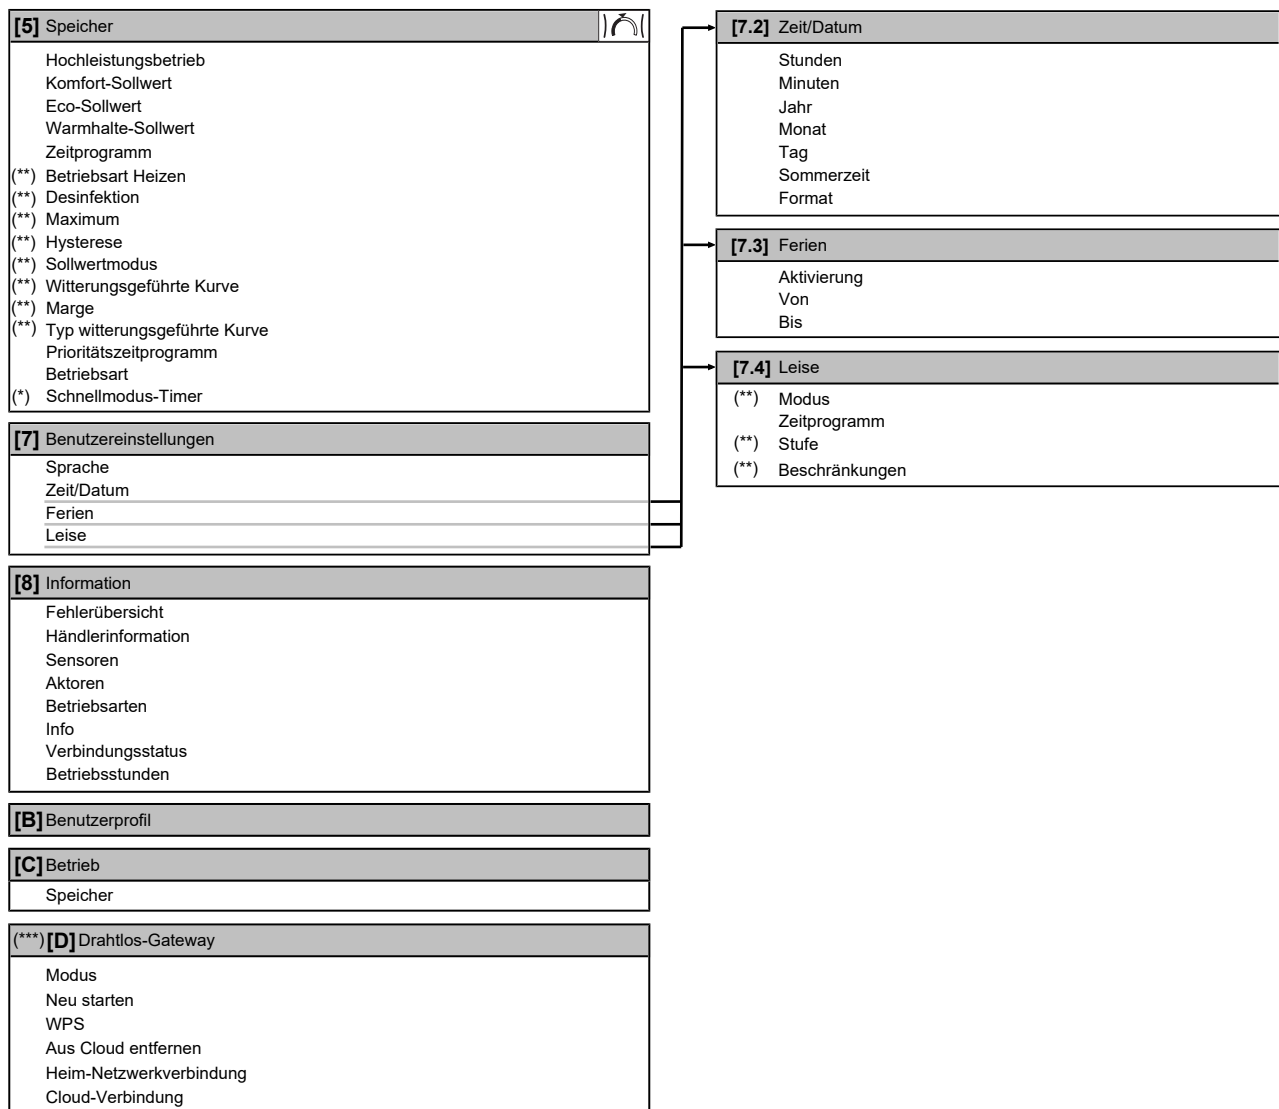 [5] Speicher
Hochleistungsbetrieb
Komfort-Sollwert
Eco-Sollwert
Warmhalte-Sollwert
Zeitprogramm
(**) Betriebsart Heizen
(**) Desinfektion
(**) Maximum
(**) Hysterese
(**) Sollwertmodus
(**) Witterungsgeführte Kurve
(**) Marge
(**) Typ witterungsgeführte Kurve
Prioritätszeitprogramm
Betriebsart
(*) Schnellmodus-Timer
[7] Benutzereinstellungen
Sprache
Zeit/Datum
Ferien
Leise
[8] Information
Fehlerübersicht
Händlerinformation
Sensoren
Aktoren
Betriebsarten
Info
Verbindungsstatus
Betriebsstunden
[B] Benutzerprofil
[C] Betrieb
Speicher
(***) [D] Drahtlos-Gateway
Modus
Neu starten
WPS
Aus Cloud entfernen
Heim-Netzwerkverbindung
Cloud-Verbindung
[7.2] Zeit/Datum
Stunden
Minuten
Jahr
Monat
Tag
Sommerzeit
Format
[7.3] Ferien
Aktivierung
Von
Bis
[7.4] Leise
(**) Modus
Zeitprogramm
(**) Stufe
(**) Beschränkungen